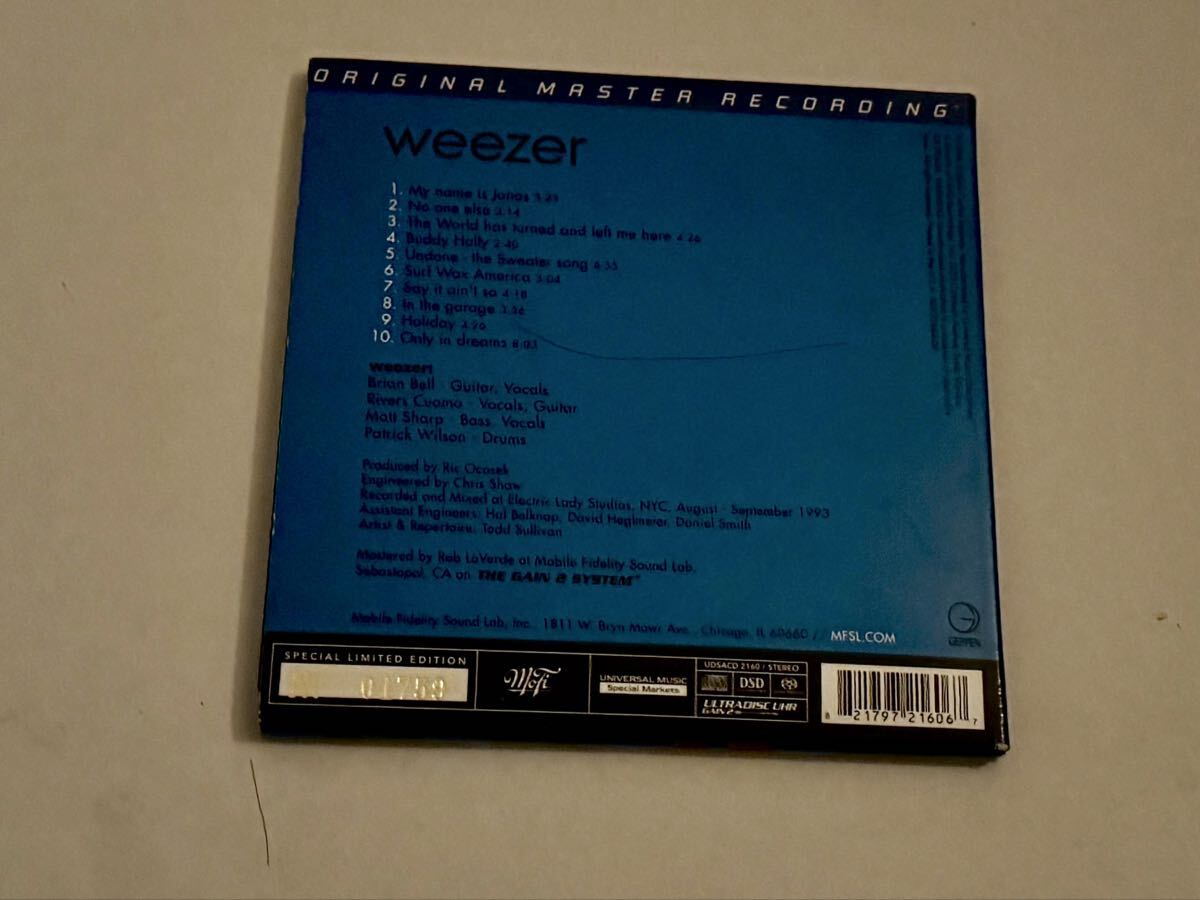 ORIGINAL MASTER RECORDING
weezer
1. My name is Jonas 3:23
2. No one else 3:14
3. The World has turned and left me here 4:26
4. Buddy Holly 2:40
5. Undone - the Sweater song 4:55
6. Surf Wax America 3:04
7. Say it ain't so 4:18
8. In the garage 3:56
9. Holiday 4:26
10. Only in dreams 8:03
weezer:
Brian Bell - Guitar, Vocals
Rivers Cuomo - Vocals, Guitar
Matt Sharp - Bass, Vocals
Patrick Wilson - Drums
Produced by Ric Ocasek
Engineered by Chris Shaw
Recorded and Mixed at Electric Lady Studios, NYC, August - September 1993
Assistant Engineers: Hal Belknap, David Heglmeier, Daniel Smith
Artist & Repertoire: Todd Sullivan
Mastered by Rob LoVerde at Mobile Fidelity Sound Lab,
Sebastopol, CA on THE GAIN 2 SYSTEM™
Mobile Fidelity Sound Lab, Inc. 1811 W. Bryn Mawr Ave., Chicago, IL 60660 // MFSL.COM
GEFFEN
SPECIAL LIMITED EDITION
MoFi
UNIVERSAL MUSIC
Special Markets
UDSACD 2160 / STEREO
DSD
ULTRADISC UHR
GAIN 2
8 21797 21606 7